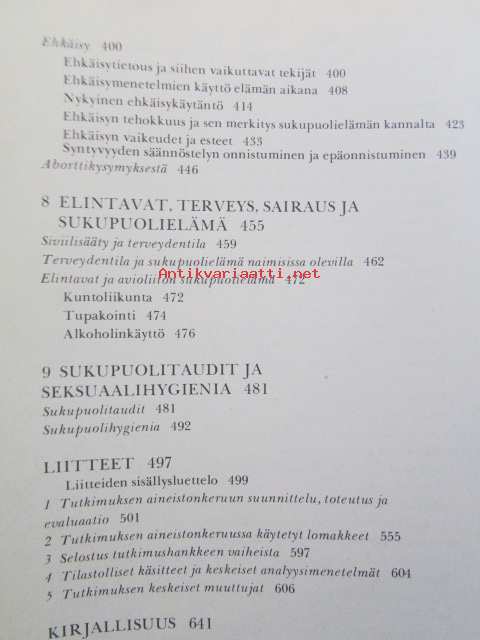 Ehkäisy 400
Ehkäisytietous ja siihen vaikuttavat tekijät 400
Ehkäisymenetelmien käyttö elämän aikana 408
Nykyinen ehkäisykäytäntö 414
Ehkäisyn tehokkuus ja sen merkitys sukupuolielämän kannalta 423
Ehkäisyn vaikeudet ja esteet 433
Syntyvyyden säännöstelyn onnistuminen ja epäonnistuminen 439
Aborttikysymyksestä 446
8 ELINTAVAT, TERVEYS, SAIRAUS JA
SUKUPUOLIELÄMÄ 455
Siviilisääty ja terveydentila 459
Terveydentila ja sukupuolielämä naimisissa olevilla 462
Antikvariaatti.net
Elintavat ja avioliiton sukupuolielämä 472
Kuntoliikunta 472
Tupakointi 474
Alkoholinkäyttö 476
9 SUKUPUOLITAUDIT JA
SEKSUAALIHYGIENIA 481
Sukupuolitaudit 481
Sukupuolihygienia 492
LIITTEET 497
Liitteiden sisällysluettelo 499
1 Tutkimuksen aineistonkeruun suunnittelu, toteutus ja
evaluaatio 501
2 Tutkimuksen aineistonkeruussa käytetyt lomakkeet 555
3 Selostus tutkimushankkeen vaiheista 597
4 Tilastolliset käsitteet ja keskeiset analyysimenetelmät 604
5 Tutkimuksen keskeiset muuttujat 606
KIRJALLISUUS 641